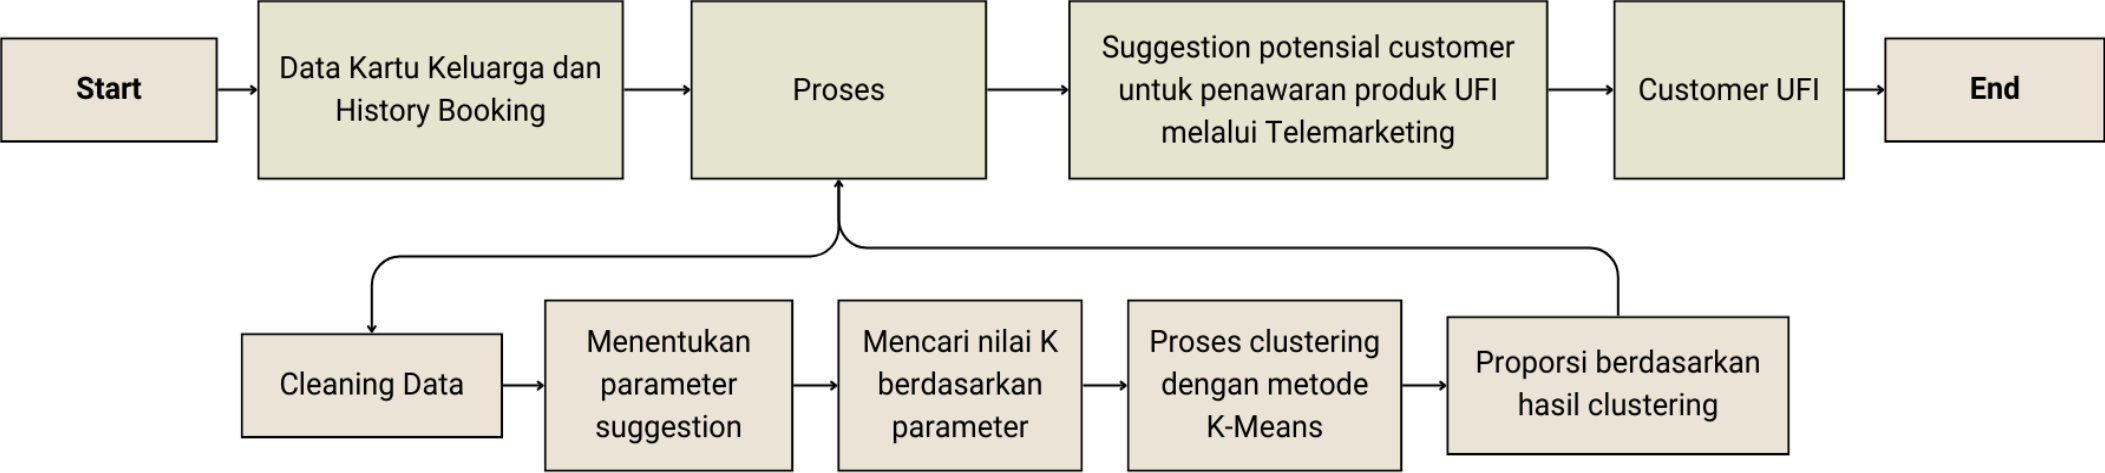 Start
Data Kartu Keluarga dan
History Booking
Proses
Suggestion potensial customer
untuk penawaran produk UFI
melalui Telemarketing
Customer UFI
End
Cleaning Data
Menentukan
parameter
suggestion
Mencari nilai K
berdasarkan
parameter
Proses clustering
dengan metode
K-Means
Proporsi berdasarkan
hasil clustering